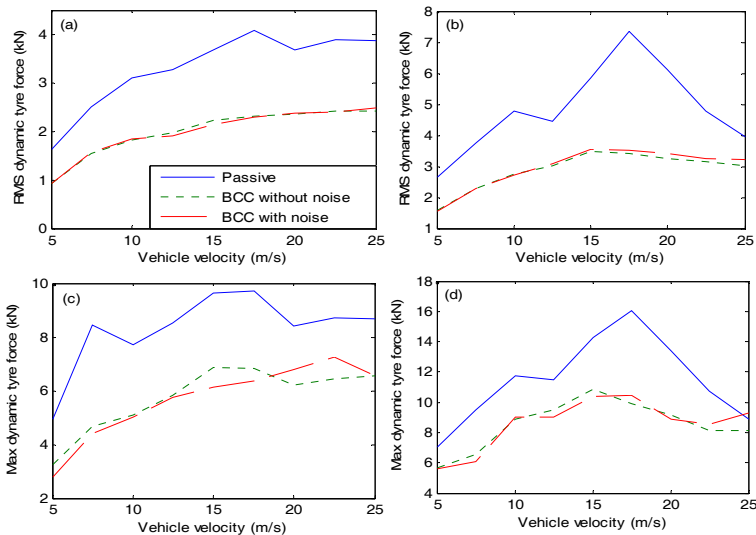 (a)
RMS dynamic tyre force (kN)
4
3
2
1
0
5 10 15 20 25
Vehicle velocity (m/s)
Passive
BCC without noise
BCC with noise
(b)
RMS dynamic tyre force (kN)
8
7
6
5
4
3
2
1
5 10 15 20 25
Vehicle velocity (m/s)
(c)
Max dynamic tyre force (kN)
10
8
6
4
2
5 10 15 20 25
Vehicle velocity (m/s)
(d)
Max dynamic tyre force (kN)
18
16
14
12
10
8
6
4
5 10 15 20 25
Vehicle velocity (m/s)